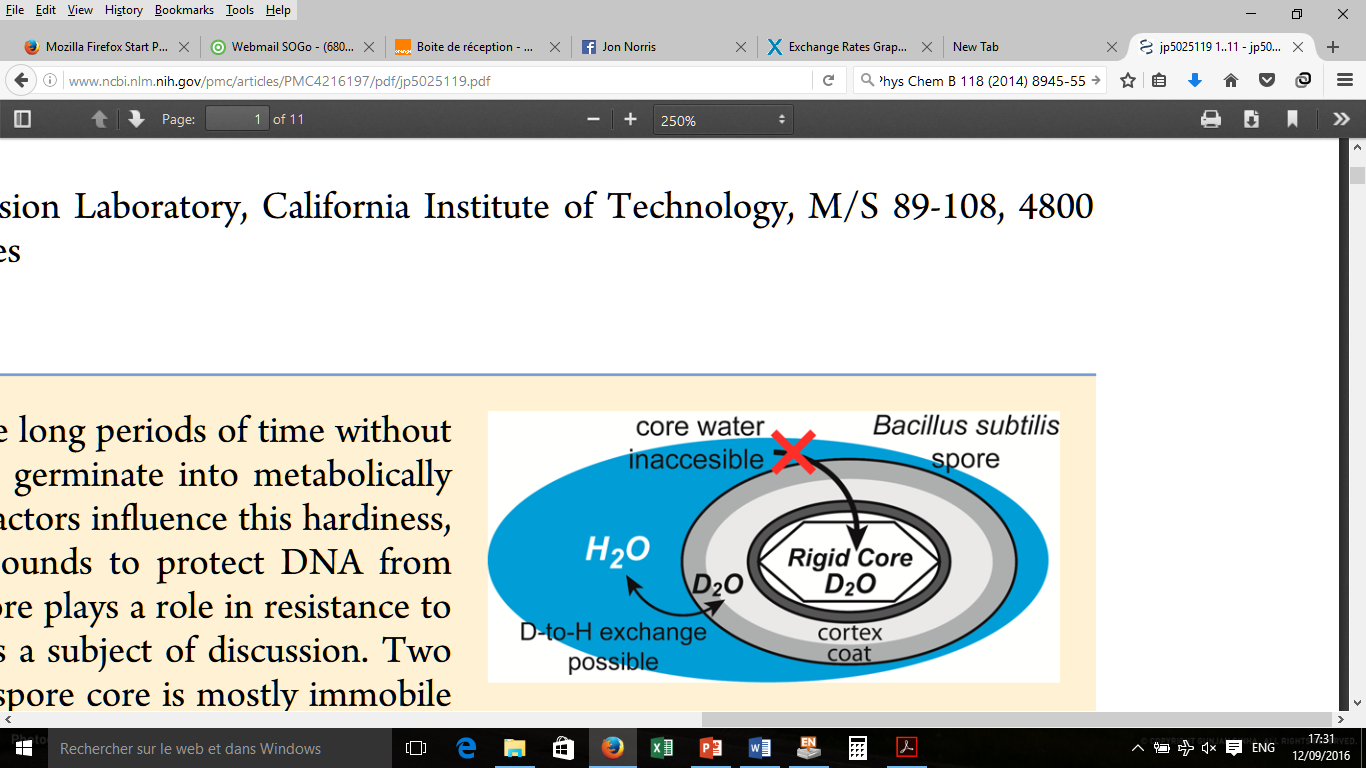 File Edit View History Bookmarks Tools Help
Mozilla Firefox Start P...
Webmail SOGo - (680...
Boite de réception - ...
Jon Norris
Exchange Rates Grap...
New Tab
jp5025119 1..11 - jp50...
www.ncbi.nlm.nih.gov/pmc/articles/PMC4216197/pdf/jp5025119.pdf
hys Chem B 118 (2014) 8945-55
Page: 1 of 11
250%
sion Laboratory, California Institute of Technology, M/S 89-108, 4800
es
e long periods of time without
germinate into metabolically
actors influence this hardiness,
ounds to protect DNA from
ore plays a role in resistance to
s a subject of discussion. Two
spore core is mostly immobile
core water
inaccesible
Bacillus subtilis
spore
H2O
D2O
Rigid Core
D2O
D-to-H exchange
possible
cortex
coat
Rechercher sur le web et dans Windows
ENG
17:31
12/09/2016